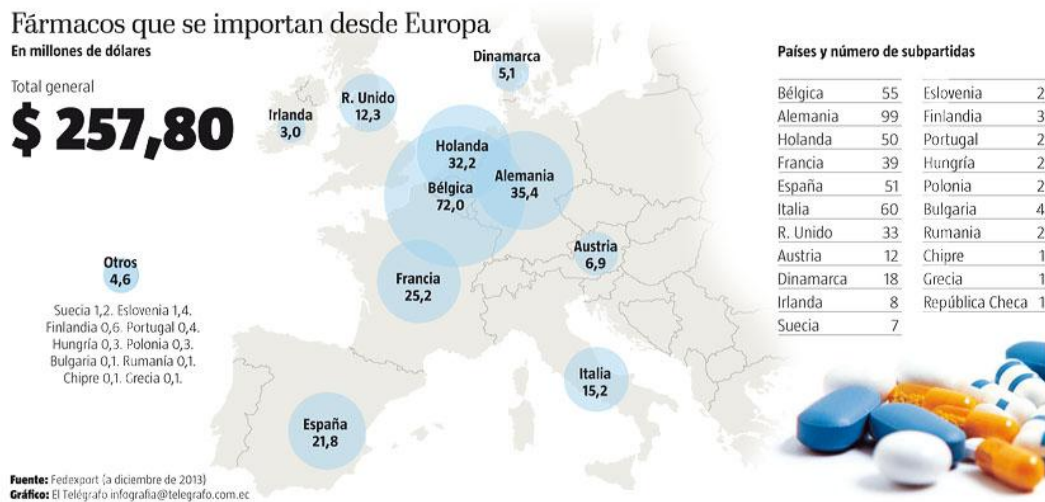 Fármacos que se importan desde Europa
En millones de dólares
Total general
$ 257,80
Dinamarca
5,1
R. Unido
12,3
Irlanda
3,0
Holanda
32,2
Alemania
35,4
Bélgica
72,0
Austria
6,9
Francia
25,2
Italia
15,2
España
21,8
Otros
4,6
Suecia 1,2. Eslovenia 1,4.
Finlandia 0,6. Portugal 0,4.
Hungría 0,3. Polonia 0,3.
Bulgaria 0,1. Rumanía 0,1.
Chipre 0,1. Grecia 0,1.
Países y número de subpartidas
Bélgica 55
Alemania 99
Holanda 50
Francia 39
España 51
Italia 60
R. Unido 33
Austria 12
Dinamarca 18
Irlanda 8
Suecia 7
Eslovenia 2
Finlandia 3
Portugal 2
Hungría 2
Polonia 2
Bulgaria 4
Rumania 2
Chipre 1
Grecia 1
República Checa 1
Fuente: Fedexport (a diciembre de 2013)
Gráfico: El Telégrafo infografia@telegrafo.com.ec